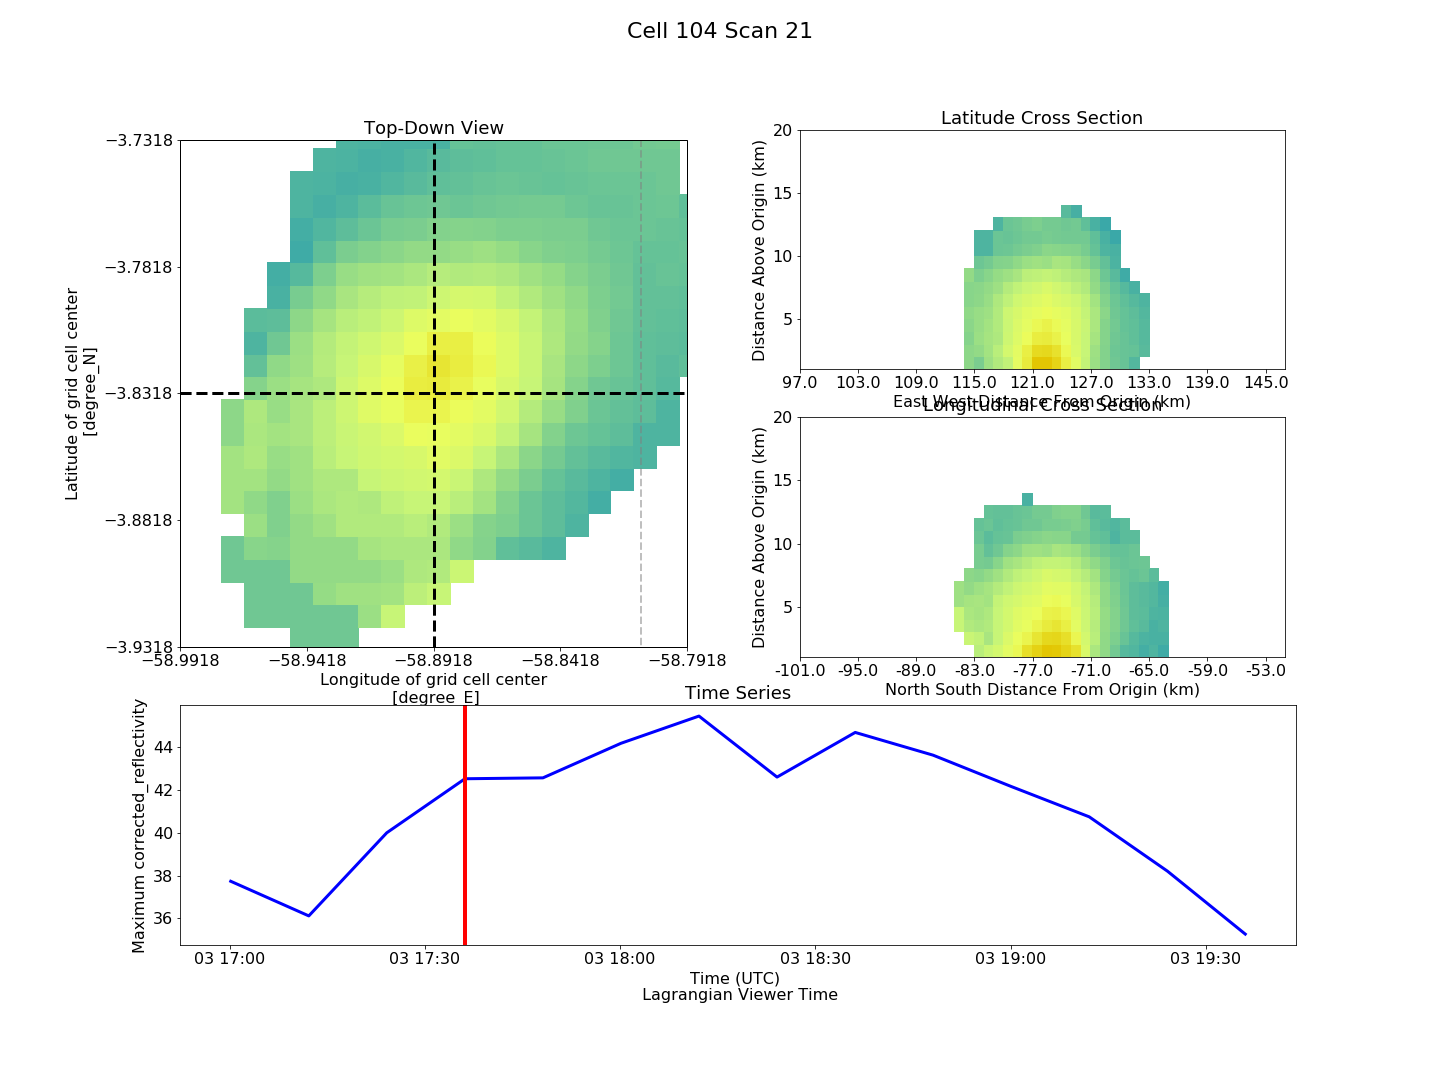 Cell 104 Scan 21
Top-Down View
−3.7318
−3.7818
−3.8318
−3.8818
−3.9318
Latitude of grid cell center
[degree_N]
−58.9918 −58.9418 −58.8918 −58.8418 −58.7918
Longitude of grid cell center
[degree_E]
Latitude Cross Section
20
15
10
5
Distance Above Origin (km)
97.0 103.0 109.0 115.0 121.0 127.0 133.0 139.0 145.0
East West Distance From Origin (km)
Longitudinal Cross Section
20
15
10
5
Distance Above Origin (km)
-101.0 -95.0 -89.0 -83.0 -77.0 -71.0 -65.0 -59.0 -53.0
North South Distance From Origin (km)
Time Series
44
42
40
38
36
Maximum corrected_reflectivity
03 17:00 03 17:30 03 18:00 03 18:30 03 19:00 03 19:30
Time (UTC)
Lagrangian Viewer Time